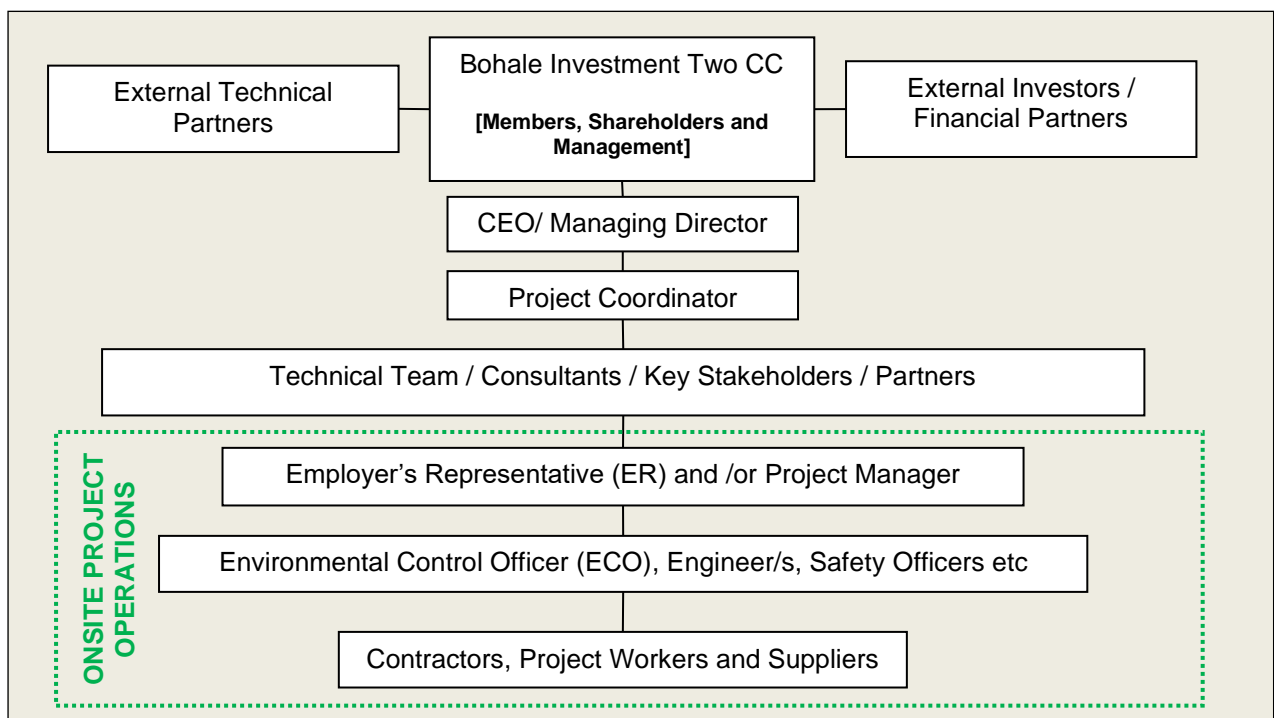 External Technical
Partners
Bohale Investment Two CC
[Members, Shareholders and
Management]
External Investors /
Financial Partners
CEO/ Managing Director
Project Coordinator
Technical Team / Consultants / Key Stakeholders / Partners
ONSITE PROJECT
OPERATIONS
Employer’s Representative (ER) and /or Project Manager
Environmental Control Officer (ECO), Engineer/s, Safety Officers etc
Contractors, Project Workers and Suppliers